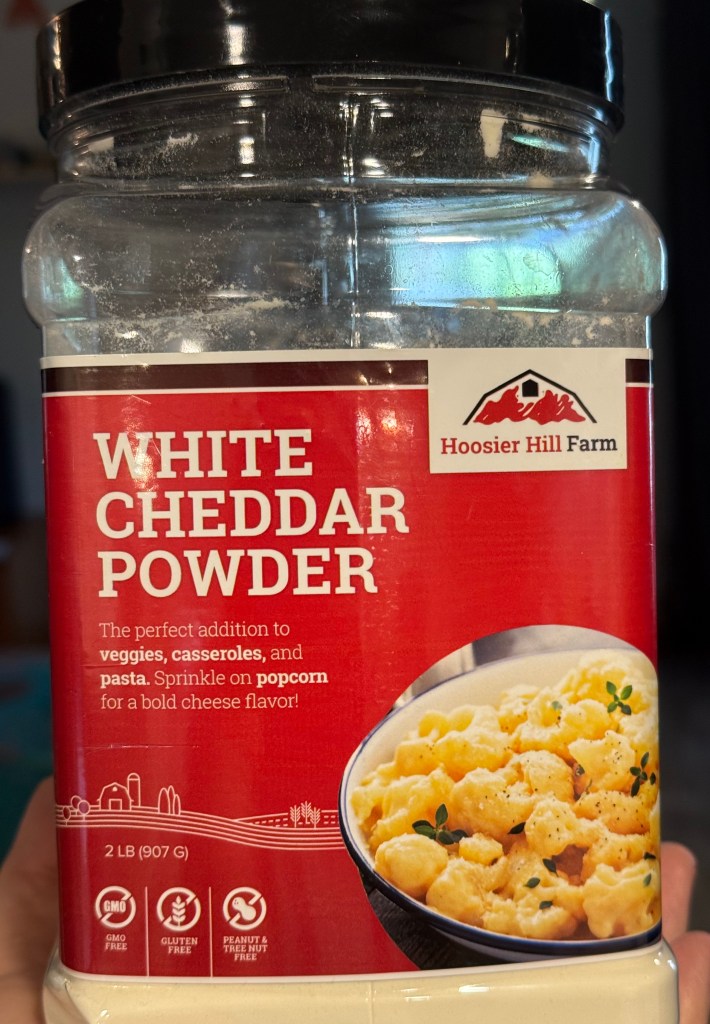 Hoosier Hill Farm
WHITE
CHEDDAR
POWDER
The perfect addition to
veggies, casseroles, and
pasta. Sprinkle on popcorn
for a bold cheese flavor!
2 LB (907 G)
GMO
GMO
FREE
GLUTEN
FREE
PEANUT &
TREE NUT
FREE